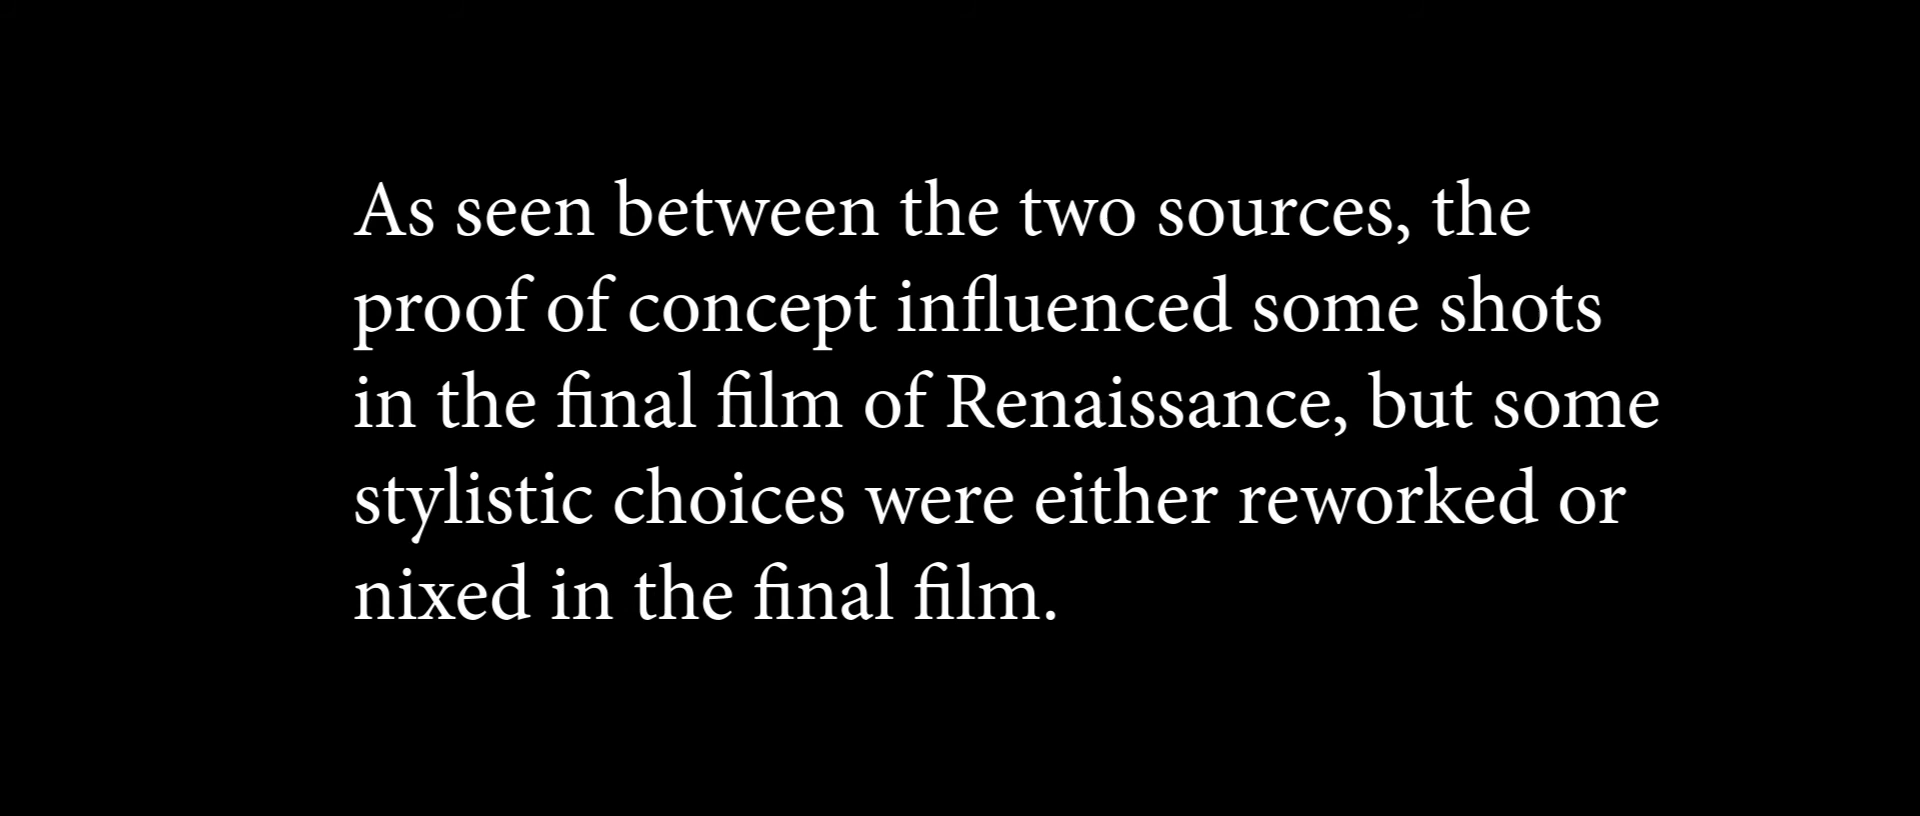 As seen between the two sources, the
proof of concept influenced some shots
in the final film of Renaissance, but some
stylistic choices were either reworked or
nixed in the final film.